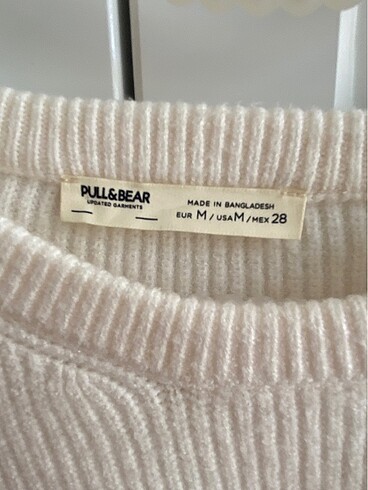 PULL&BEAR
UPDATED GARMENTS
MADE IN BANGLADESH
EUR M / USA M / MEX 28